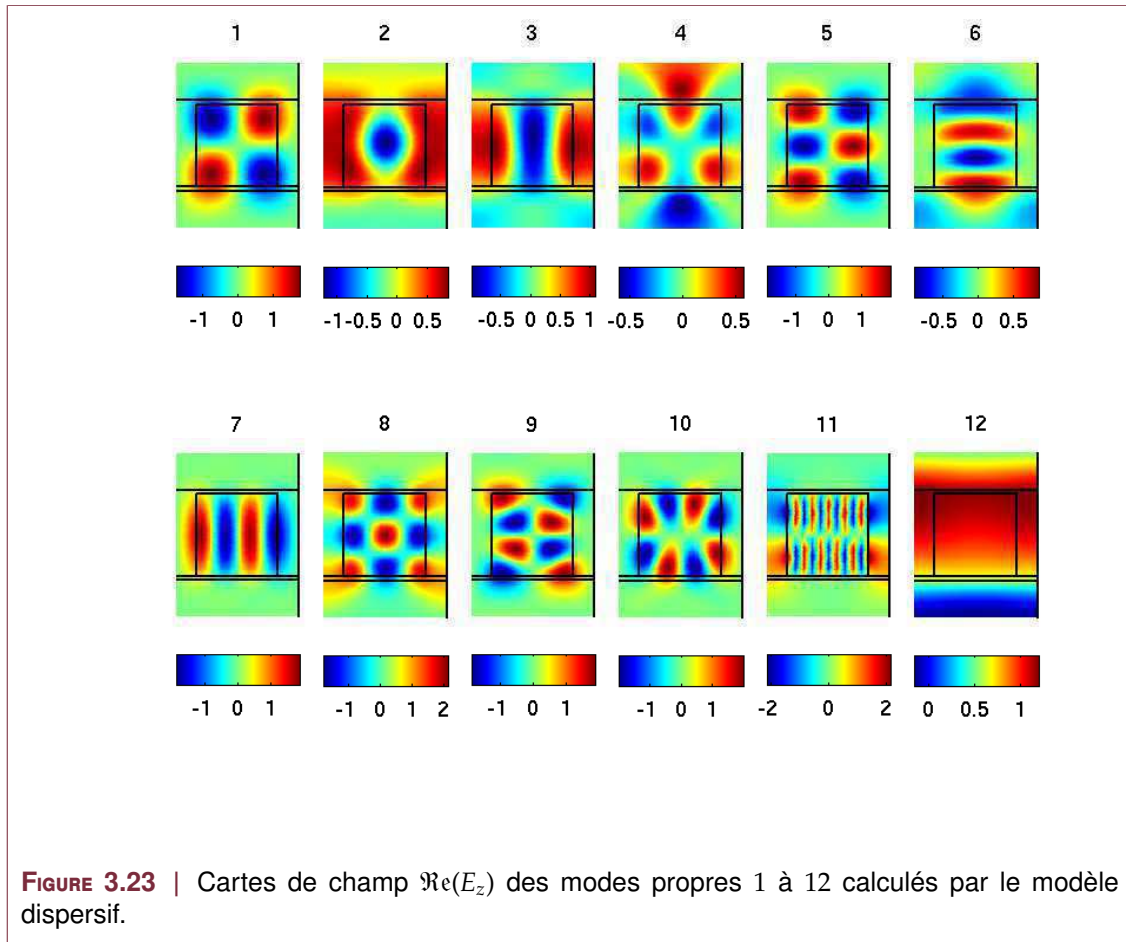 1 2 3 4 5 6
-1 0 1 -1 -0.5 0 0.5 -0.5 0 0.5 1 -0.5 0 0.5 -1 0 1 -0.5 0 0.5
7 8 9 10 11 12
-1 0 1 -1 0 1 2 -1 0 1 -1 0 1 -2 0 2 0 0.5 1
FIGURE 3.23 | Cartes de champ ℜe(E_z) des modes propres 1 à 12 calculés par le modèle
dispersif.